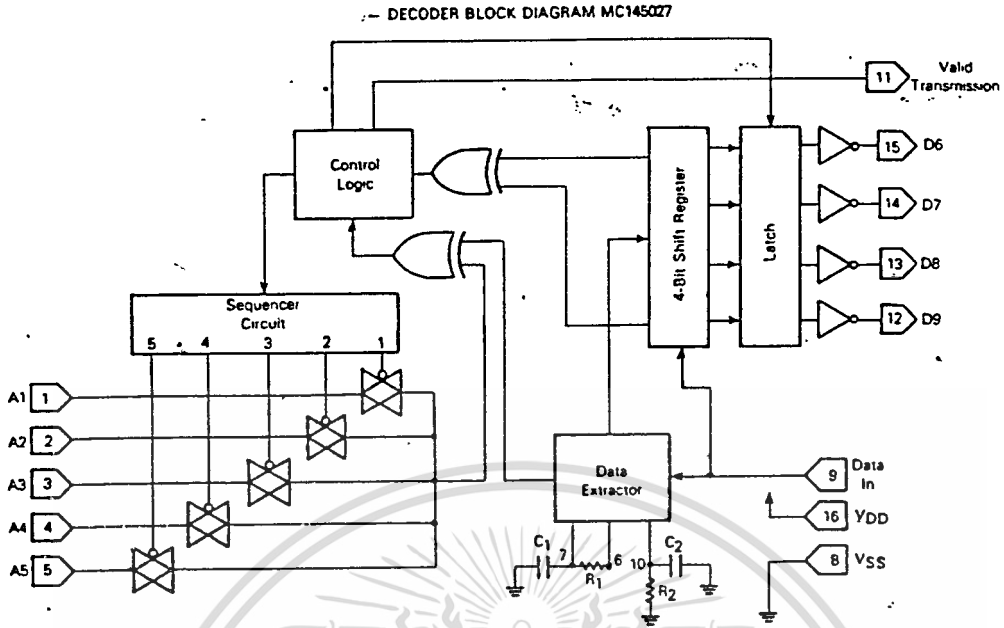 — DECODER BLOCK DIAGRAM MC145027
11
Valid
Transmission
Control
Logic
4-Bit Shift Register
Latch
15 D6
14 D7
13 D8
12 D9
Sequencer
Circuit
5 4 3 2 1
A1 1
A2 2
A3 3
A4 4
A5 5
Data
Extractor
9 Data
In
16 VDD
8 VSS
C1 7 R1 6 10 C2
R2